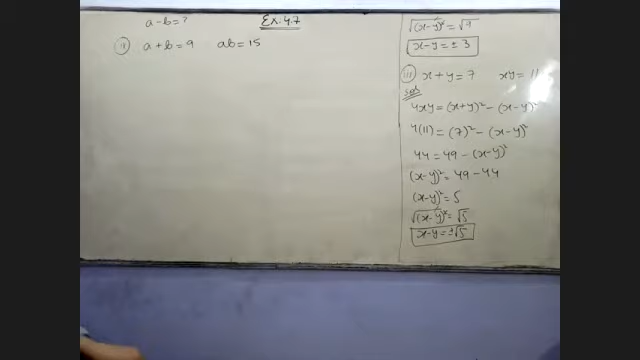 a-b=?
Ex.4.7
(ii) a+b=9 ab=15
√(x-y)² = √9
x-y = ± 3
(iii) x+y=7 xy=11
Sol:
4xy = (x+y)² - (x-y)²
4(11) = (7)² - (x-y)²
44 = 49 - (x-y)²
(x-y)² = 49-44
(x-y)² = 5
√(x-y)² = √5
x-y = ±√5